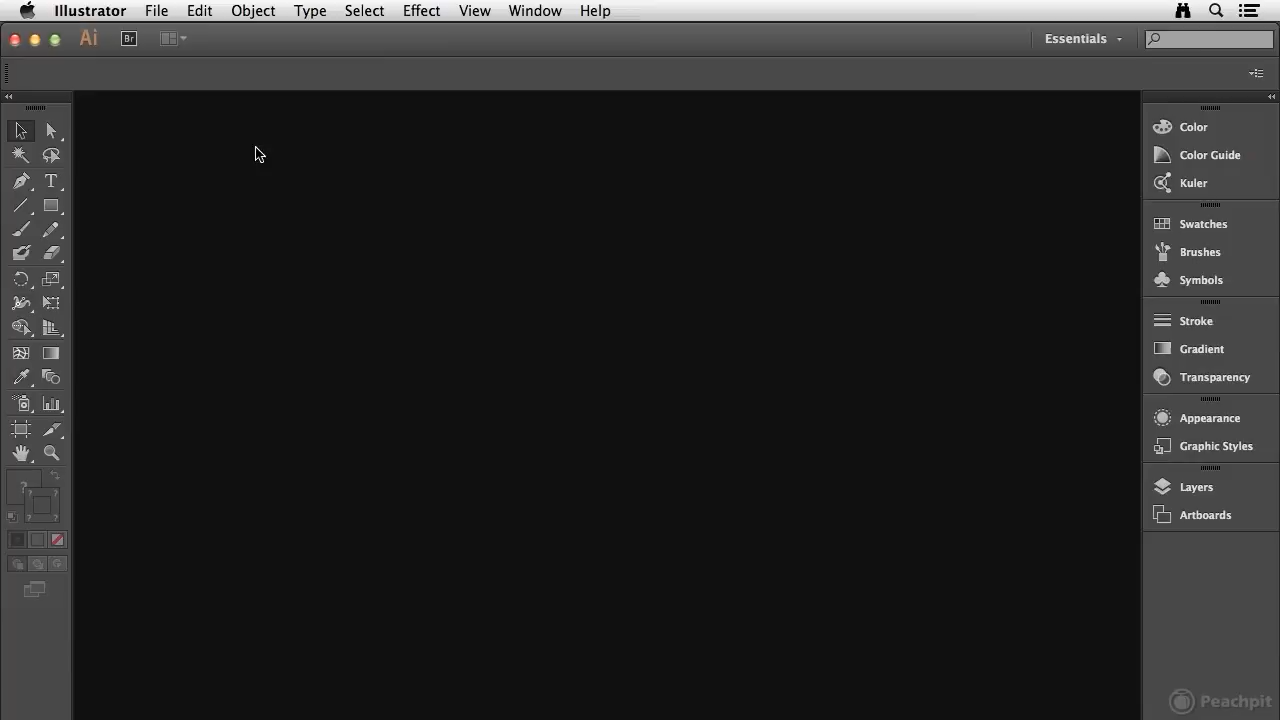 Illustrator File Edit Object Type Select Effect View Window Help
Ai Br Essentials
T
Color
Color Guide
Kuler
Swatches
Brushes
Symbols
Stroke
Gradient
Transparency
Appearance
Graphic Styles
Layers
Artboards
? ?
? ?
?
Peachpit